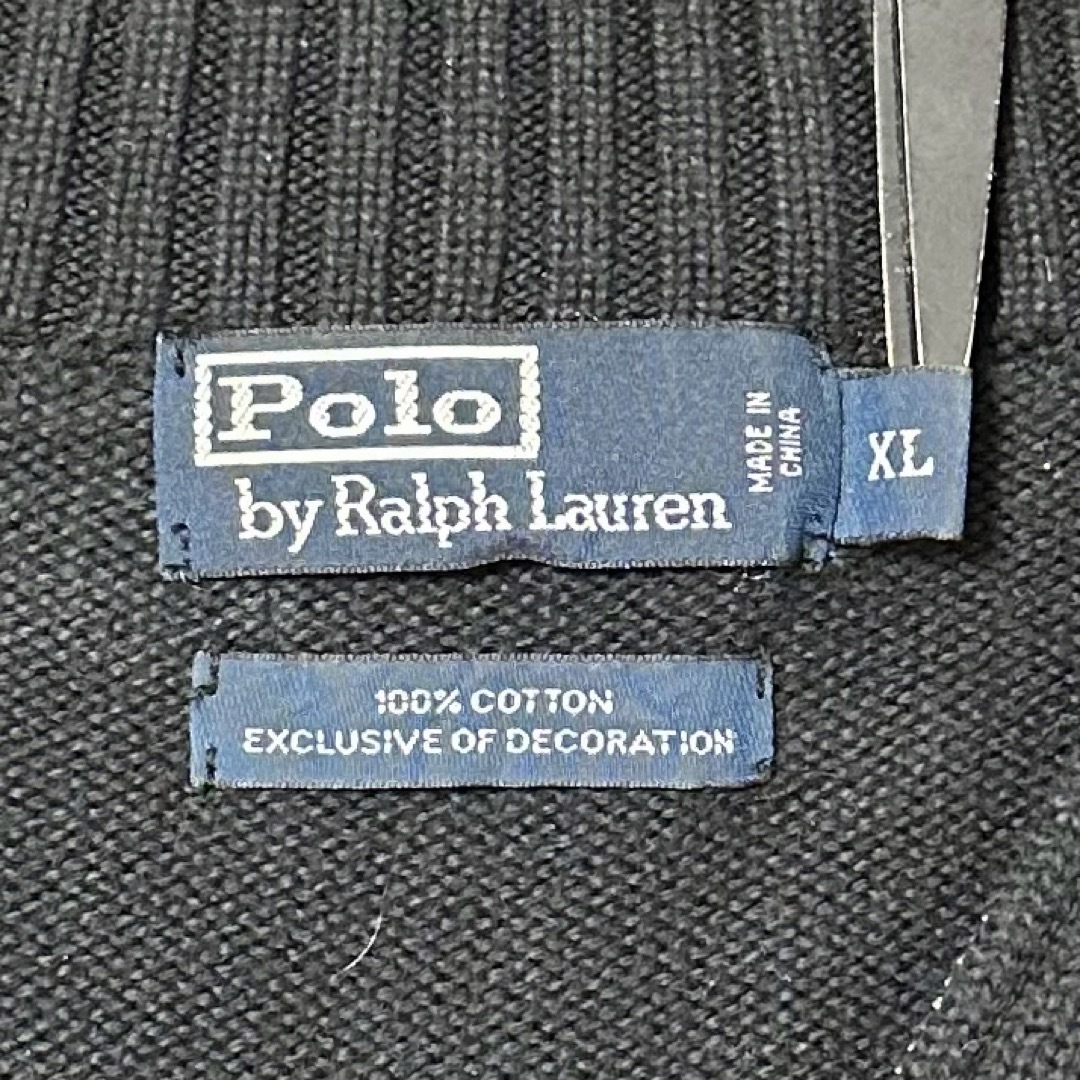 Polo
by Ralph Lauren
MADE IN
CHINA
XL
100% COTTON
EXCLUSIVE OF DECORATION